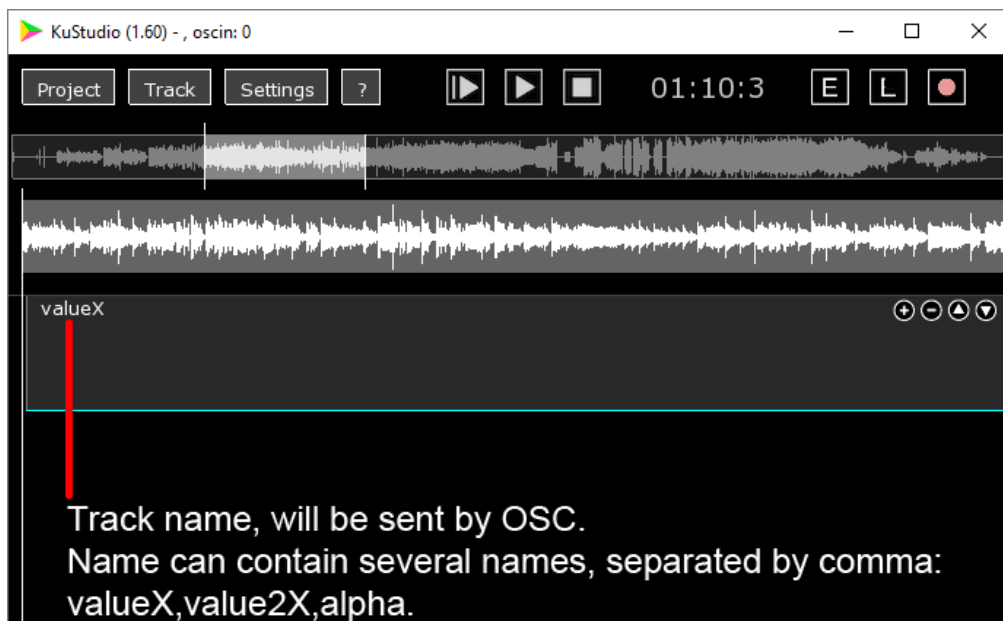 KuStudio (1.60) - , oscin: 0
Project Track Settings ? 01:10:3 E L
valueX
Track name, will be sent by OSC.
Name can contain several names, separated by comma:
valueX,value2X,alpha.